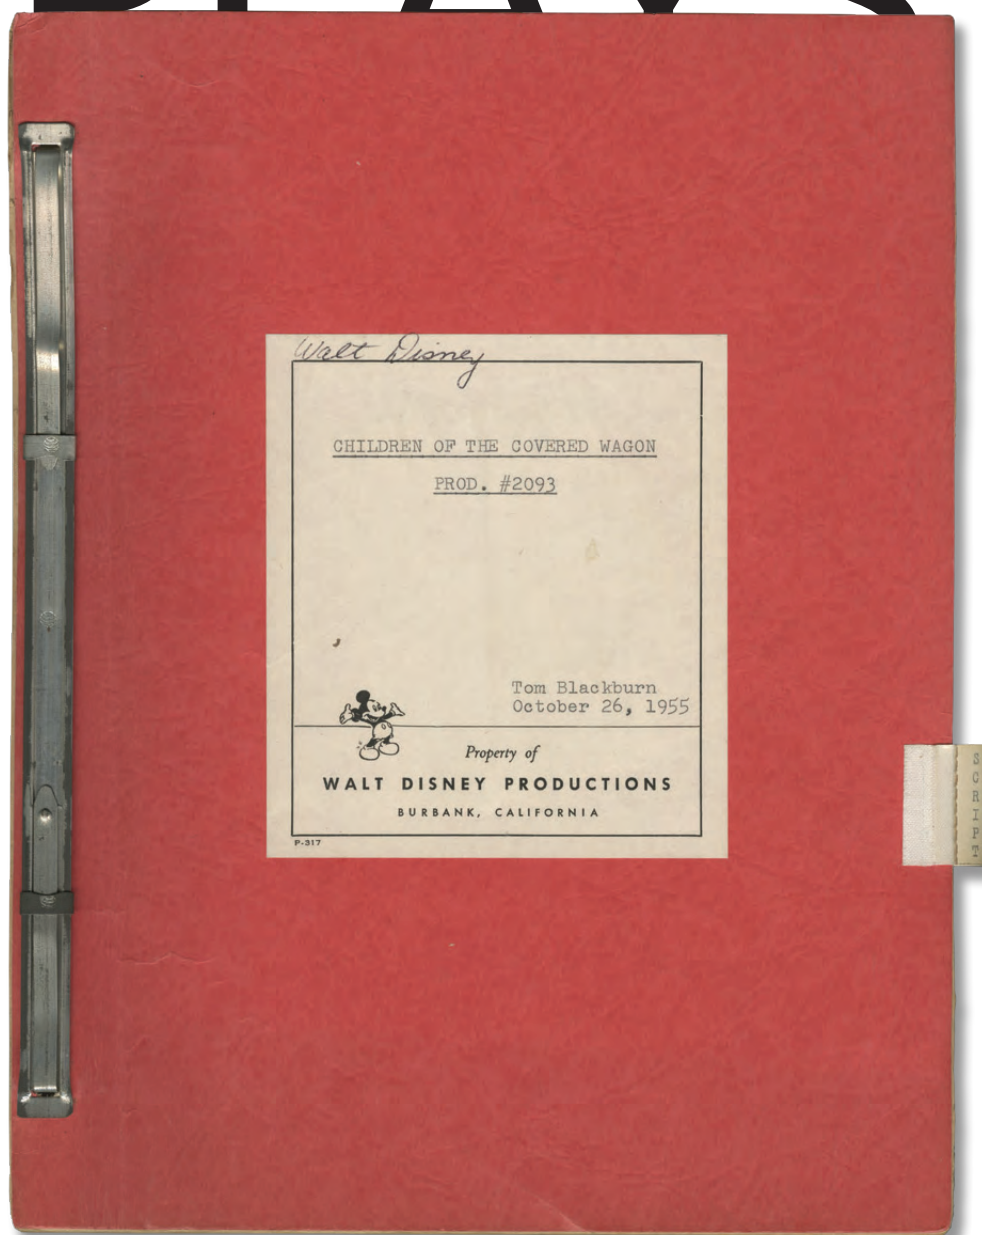 Walt Disney
CHILDREN OF THE COVERED WAGON
PROD. #2093
Tom Blackburn
October 26, 1955
Property of
WALT DISNEY PRODUCTIONS
BURBANK, CALIFORNIA
P-317
SCRIPT